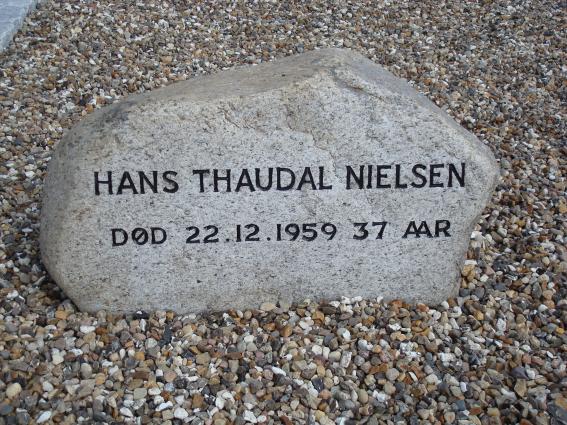 HANS THAUDAL NIELSEN
DØD 22.12.1959 37 AAR